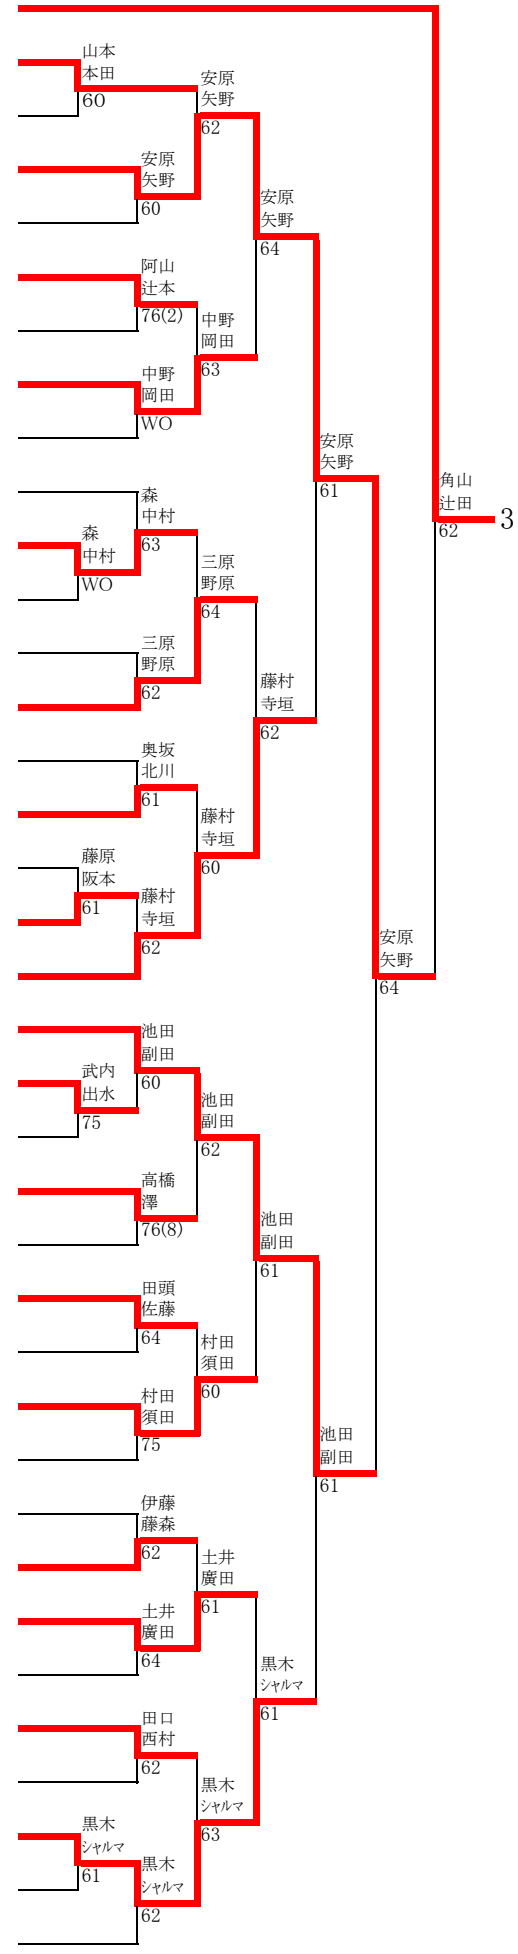 山本
本田
60
安原
矢野
62
安原
矢野
60
安原
矢野
64
阿山
辻本
76(2)
中野
岡田
63
中野
岡田
WO
安原
矢野
61
角山
辻田
62
3
森
中村
63
森
中村
WO
三原
野原
64
三原
野原
62
藤村
寺垣
62
奥坂
北川
61
藤村
寺垣
60
藤原
阪本
61
藤村
寺垣
62
安原
矢野
64
池田
副田
60
武内
出水
75
池田
副田
62
高橋
澤
76(8)
池田
副田
61
田頭
佐藤
64
村田
須田
60
村田
須田
75
池田
副田
61
伊藤
藤森
62
土井
廣田
61
土井
廣田
64
黒木
シャルマ
61
田口
西村
62
黒木
シャルマ
63
黒木
シャルマ
61
黒木
シャルマ
62